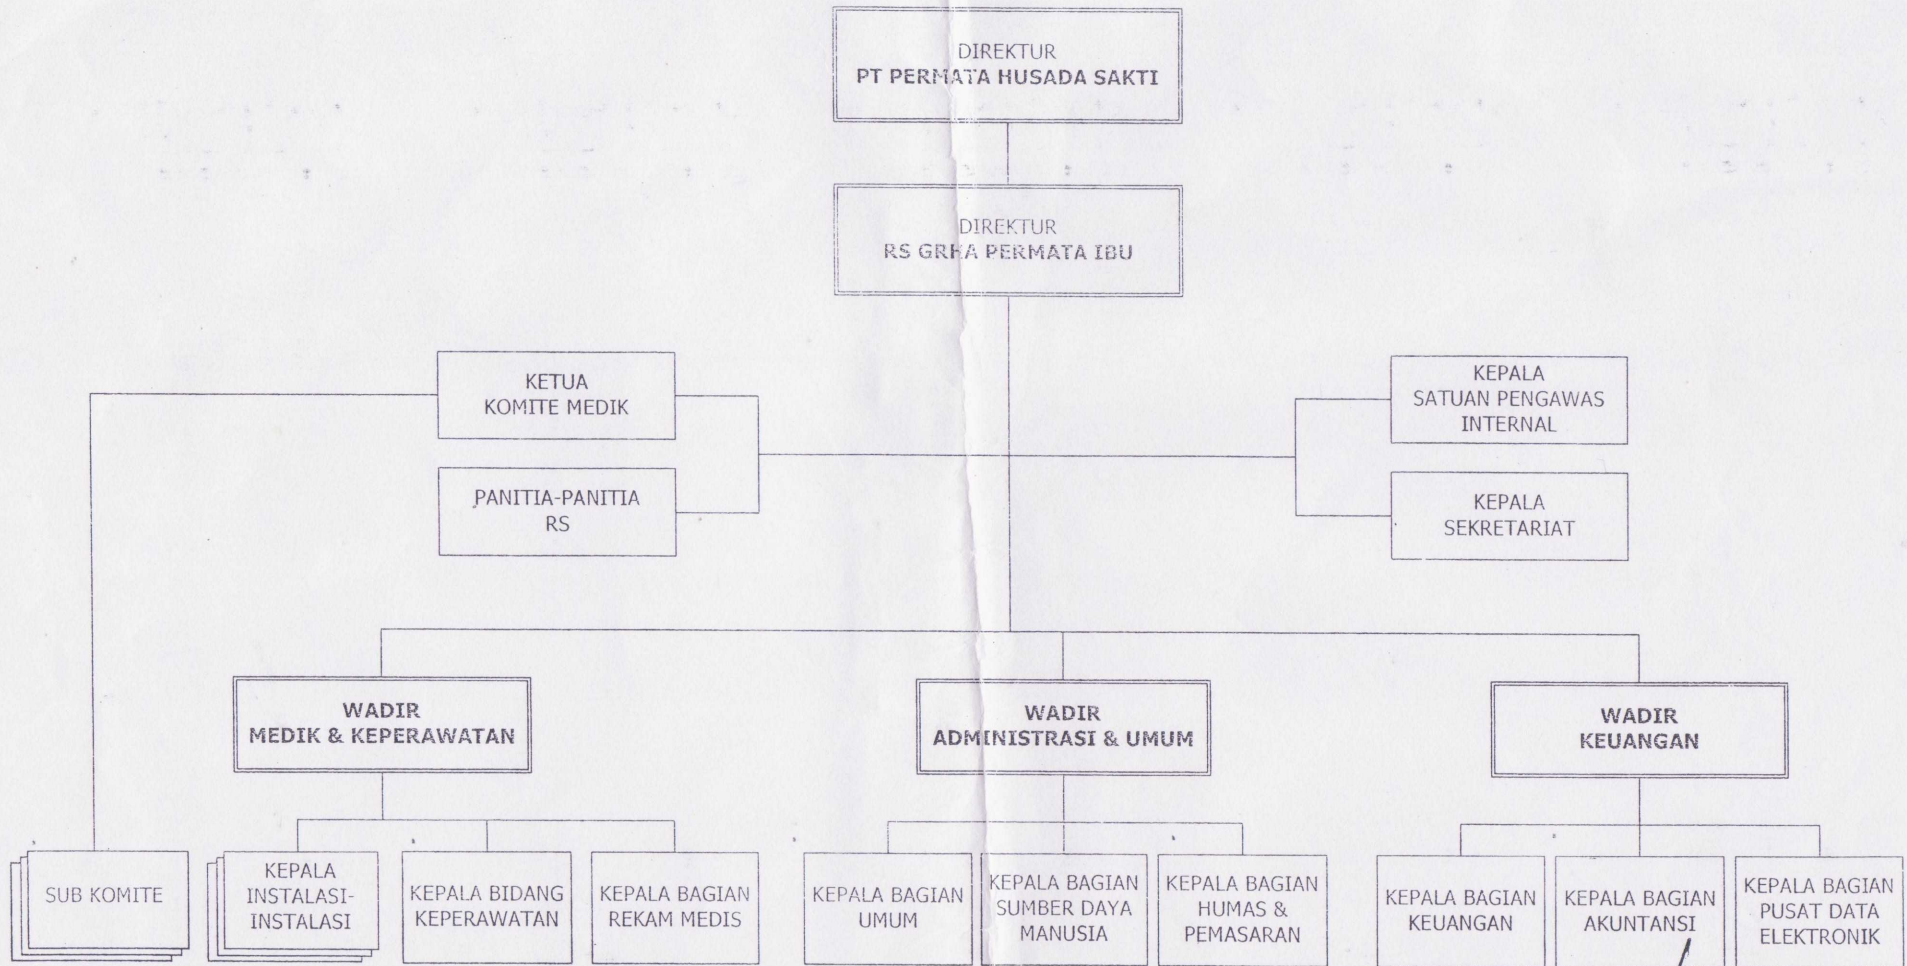 DIREKTUR
PT PERMATA HUSADA SAKTI
DIREKTUR
RS GRHA PERMATA IBU
KETUA
KOMITE MEDIK
KEPALA
SATUAN PENGAWAS
INTERNAL
PANITIA-PANITIA
RS
KEPALA
SEKRETARIAT
WADIR
MEDIK & KEPERAWATAN
WADIR
ADMINISTRASI & UMUM
WADIR
KEUANGAN
SUB KOMITE
KEPALA
INSTALASI-
INSTALASI
KEPALA BIDANG
KEPERAWATAN
KEPALA BAGIAN
REKAM MEDIS
KEPALA BAGIAN
UMUM
KEPALA BAGIAN
SUMBER DAYA
MANUSIA
KEPALA BAGIAN
HUMAS &
PEMASARAN
KEPALA BAGIAN
KEUANGAN
KEPALA BAGIAN
AKUNTANSI
KEPALA BAGIAN
PUSAT DATA
ELEKTRONIK